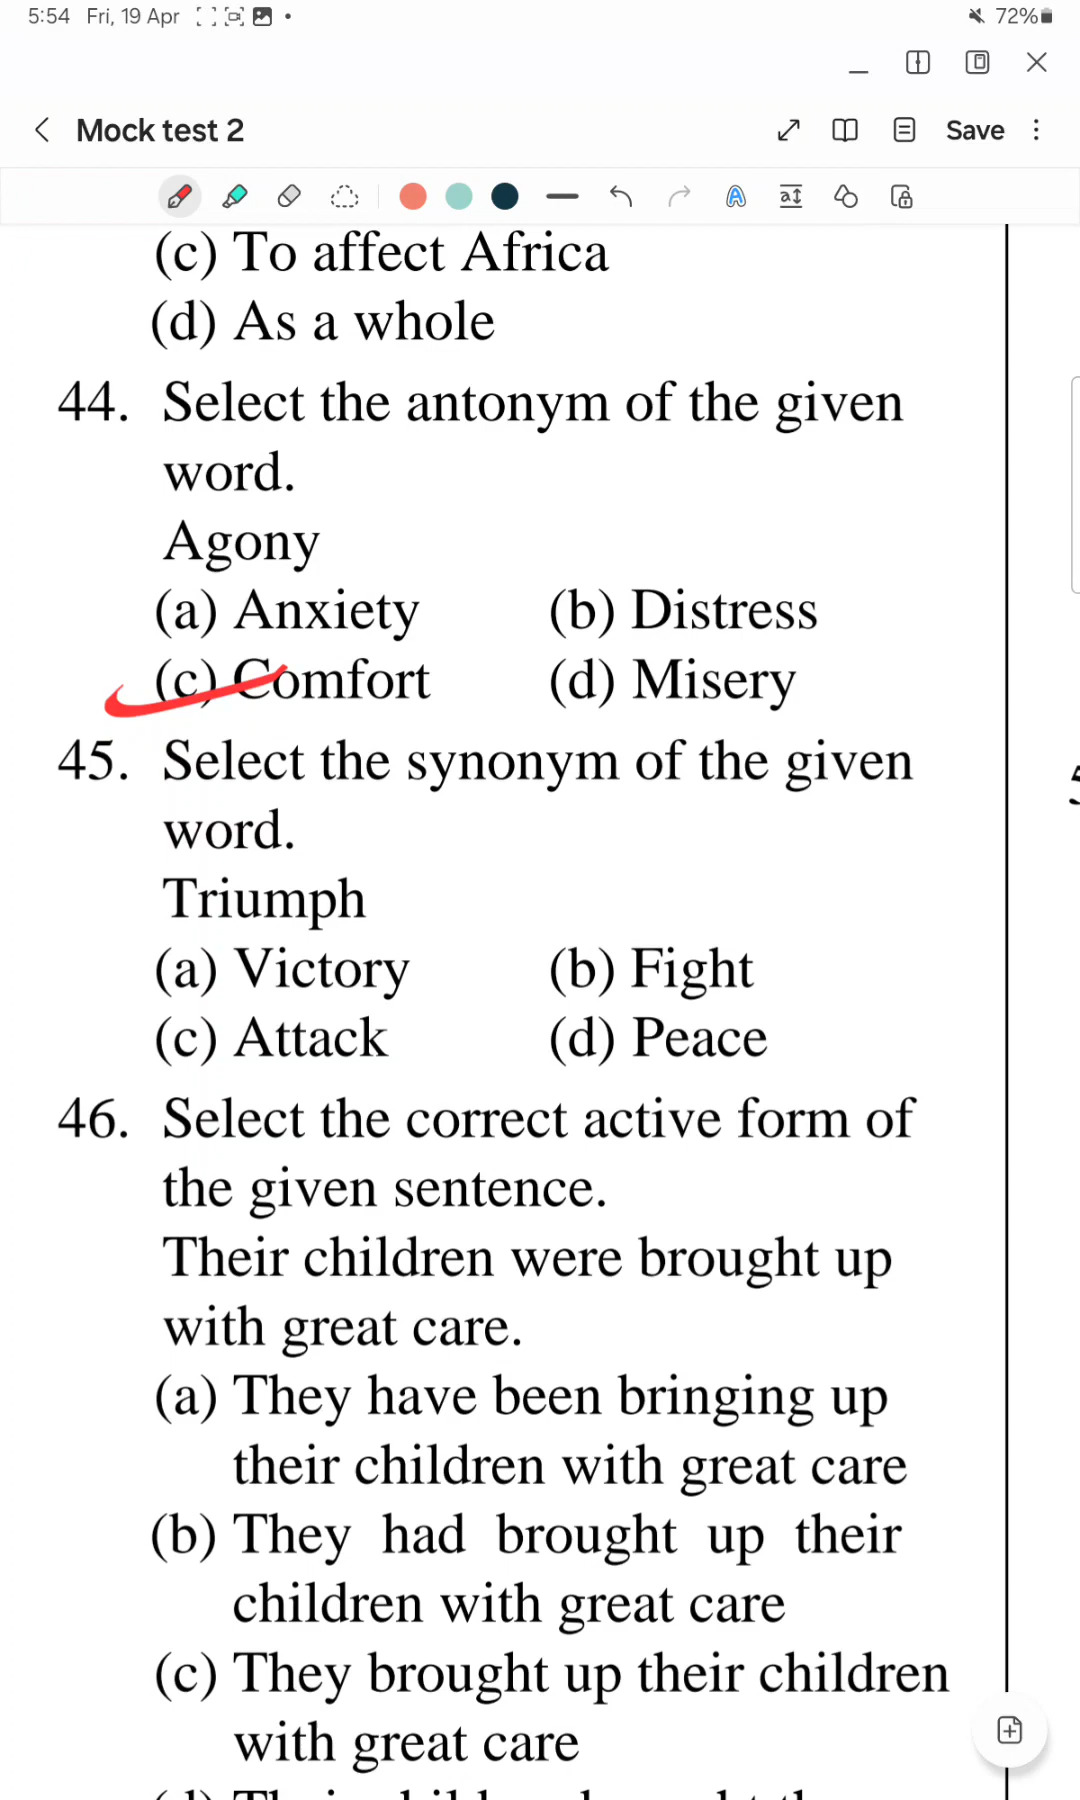 5:54 Fri, 19 Apr
72%
Mock test 2
Save
(c) To affect Africa
(d) As a whole
44. Select the antonym of the given
word.
Agony
(a) Anxiety (b) Distress
(c) Comfort (d) Misery
45. Select the synonym of the given
word.
Triumph
(a) Victory (b) Fight
(c) Attack (d) Peace
46. Select the correct active form of
the given sentence.
Their children were brought up
with great care.
(a) They have been bringing up
their children with great care
(b) They had brought up their
children with great care
(c) They brought up their children
with great care